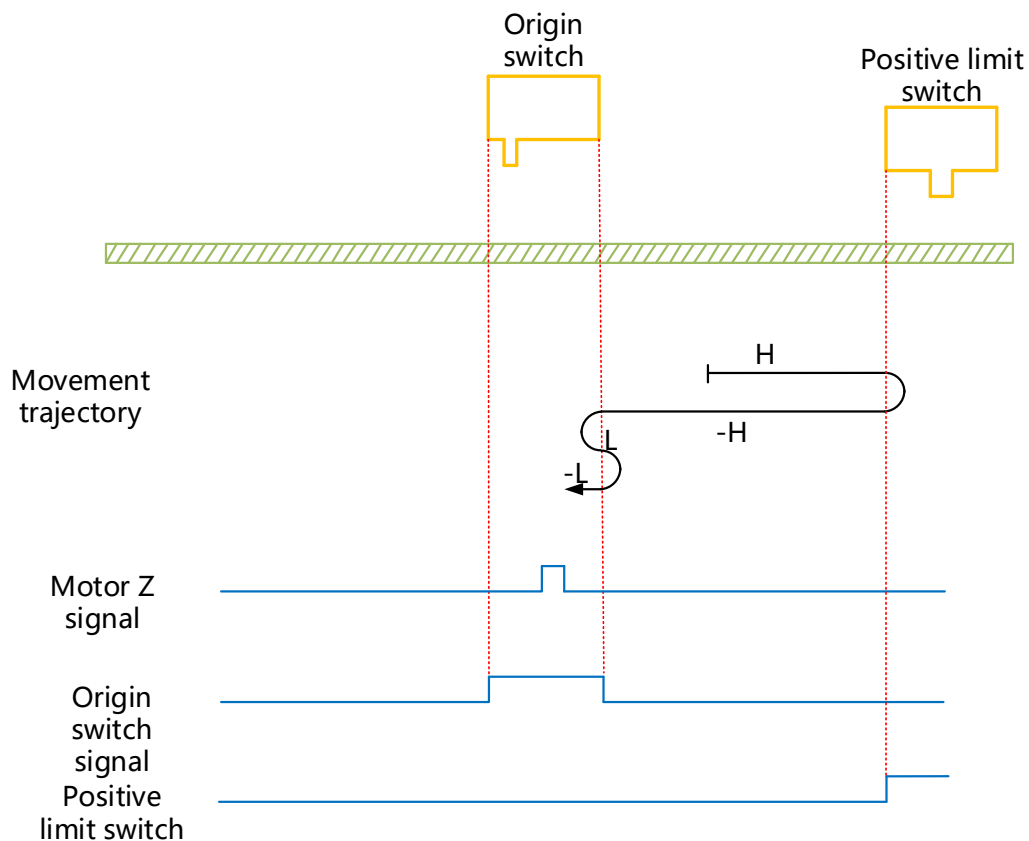 Origin
switch
Positive limit
switch
Movement
trajectory
H
-H
L
-L
Motor Z
signal
Origin
switch
signal
Positive
limit switch